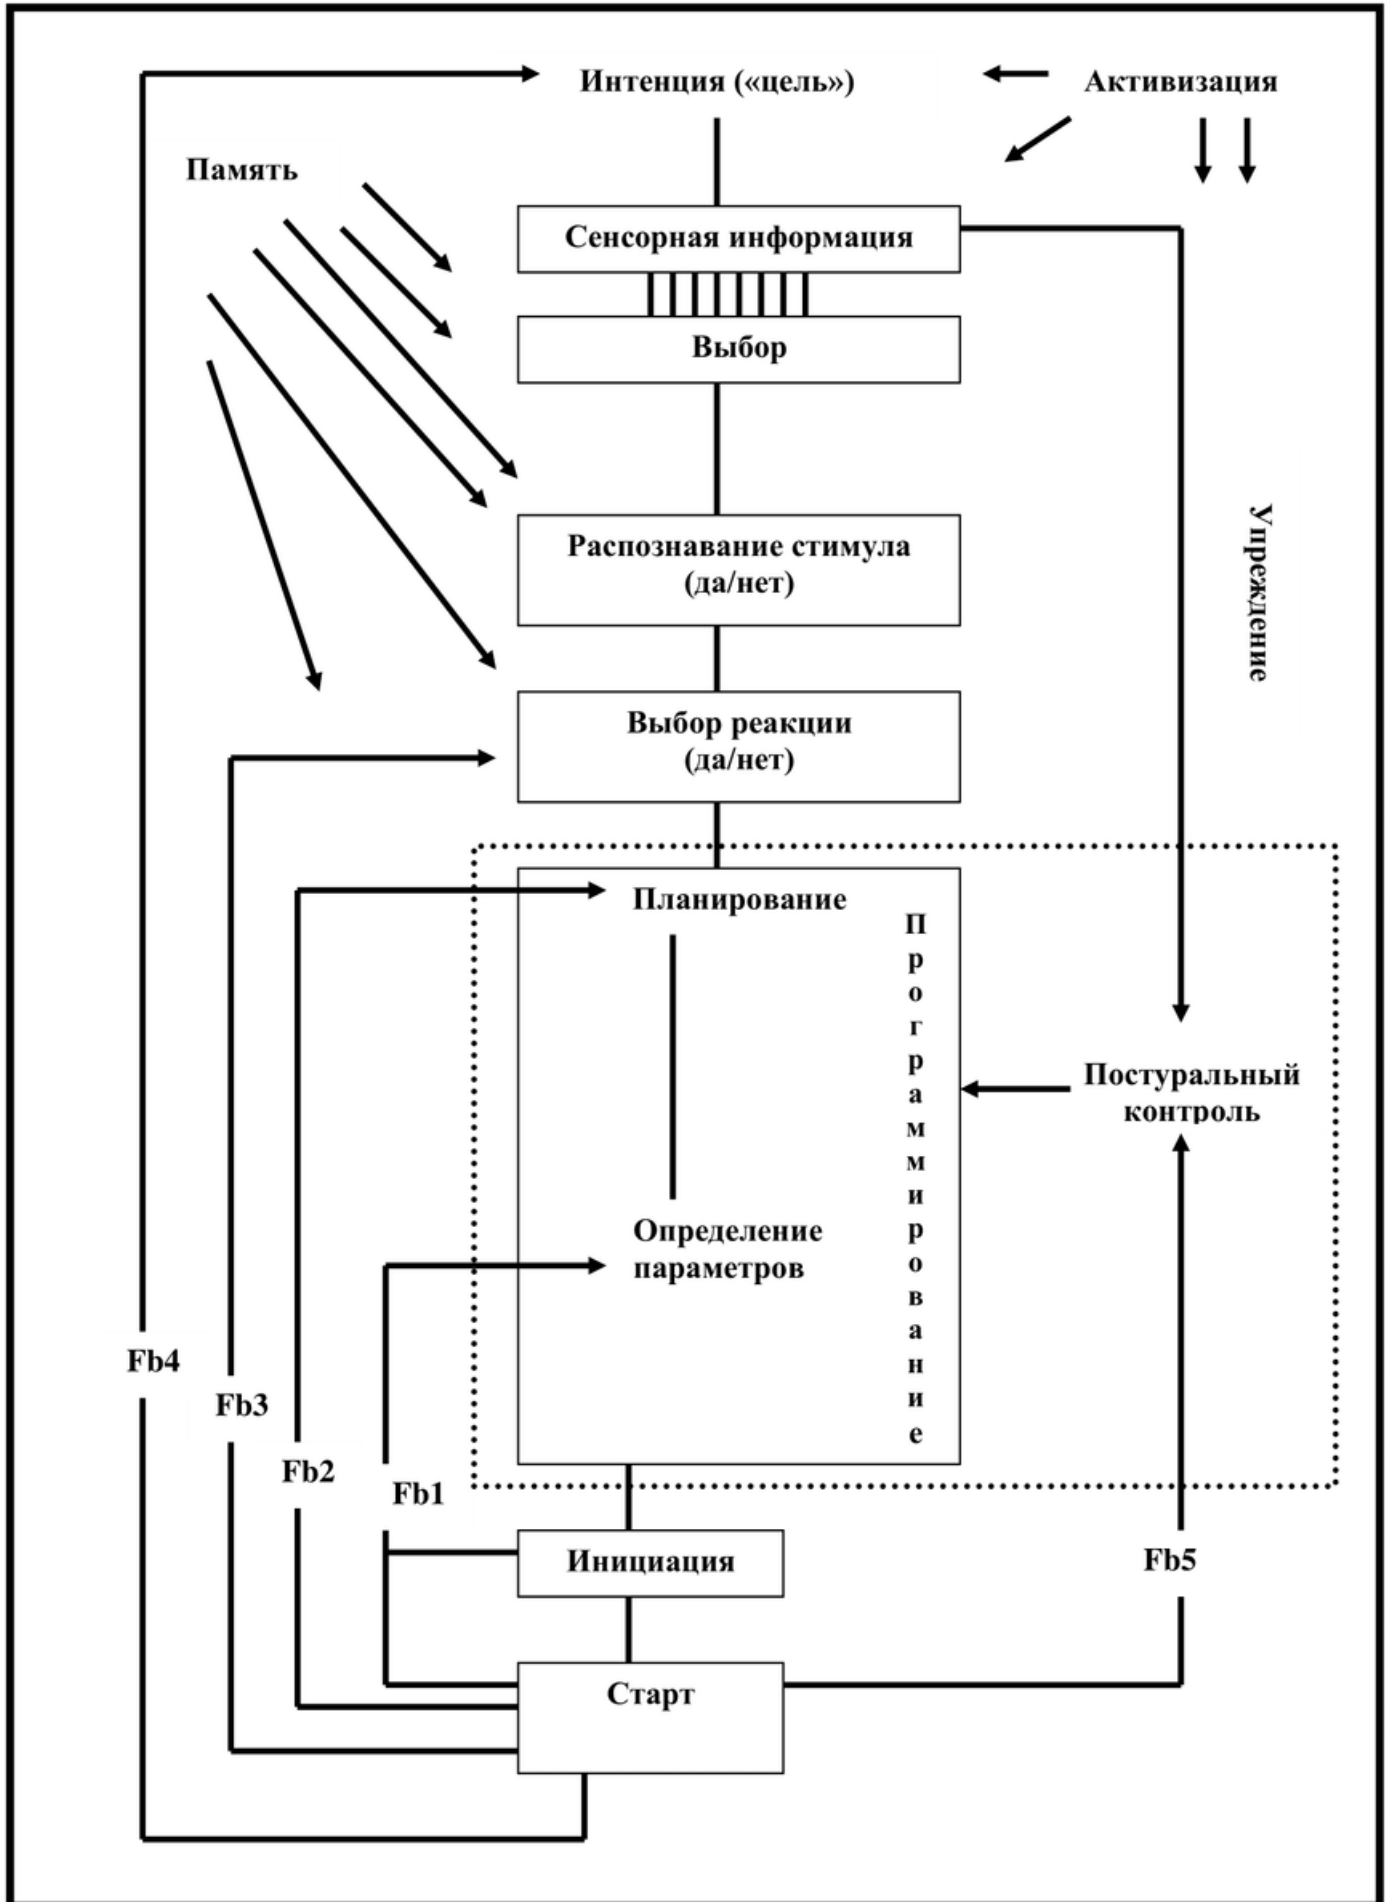 Интенция («цель»)
Активизация
Память
Сенсорная информация
Выбор
Распознавание стимула
(да/нет)
Упреждение
Выбор реакции
(да/нет)
Планирование
Программирование
Постуральный
контроль
Определение
параметров
Fb4
Fb3
Fb2
Fb1
Инициация
Fb5
Старт